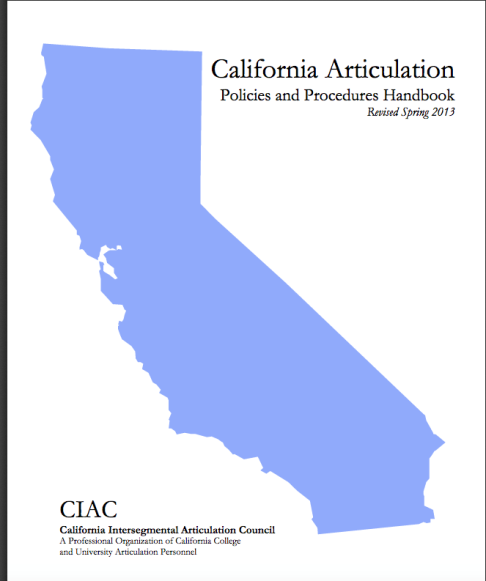 California Articulation
Policies and Procedures Handbook
Revised Spring 2013
CIAC
California Intersegmental Articulation Council
A Professional Organization of California College
and University Articulation Personnel